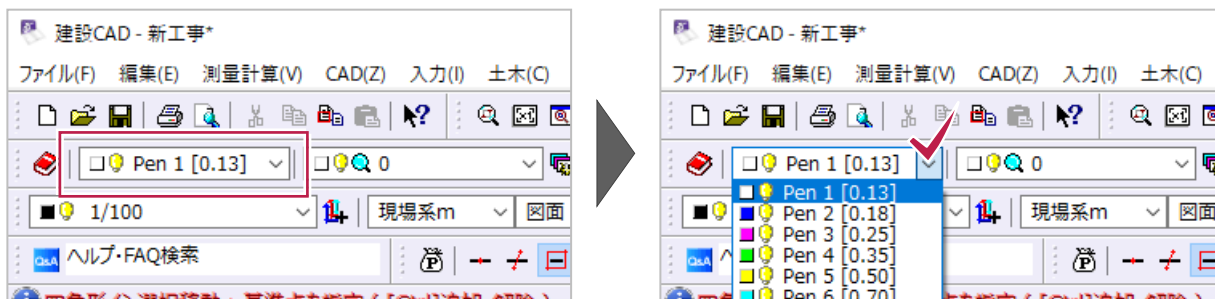 建設CAD - 新工事*
ファイル(F) 編集(E) 測量計算(V) CAD(Z) 入力(I) 土木(C)
Pen 1 [0.13] 0
1/100 現場系m 図面
Q&A ヘルプ・FAQ検索
建設CAD - 新工事*
ファイル(F) 編集(E) 測量計算(V) CAD(Z) 入力(I) 土木(C)
Pen 1 [0.13] 0
Pen 1 [0.13]
Pen 2 [0.18] 現場系m 図面
Pen 3 [0.25]
Q&A Pen 4 [0.35]
Pen 5 [0.50]
Pen 6 [0.70]